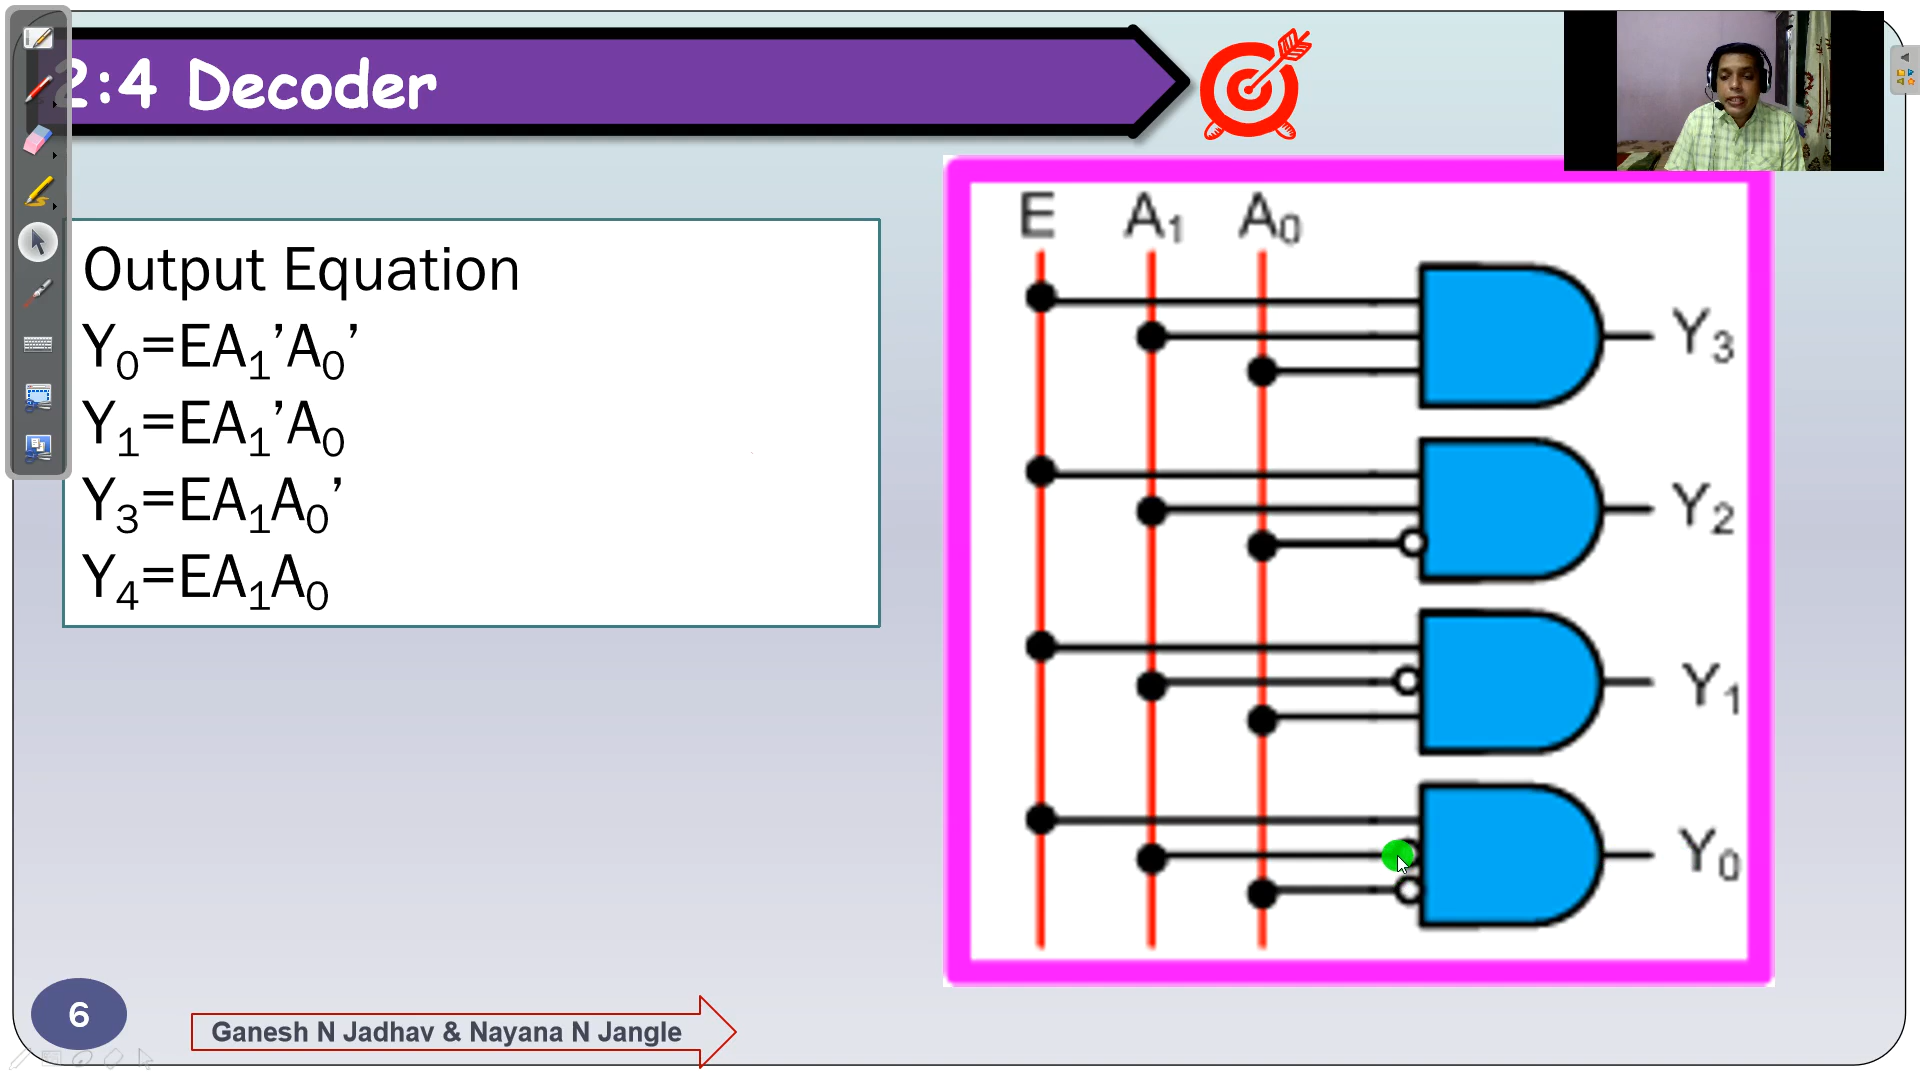 2:4 Decoder
Output Equation
Y₀=EA₁’A₀’
Y₁=EA₁’A₀
Y₃=EA₁A₀’
Y₄=EA₁A₀
E A₁ A₀
Y₃
Y₂
Y₁
Y₀
6
Ganesh N Jadhav & Nayana N Jangle